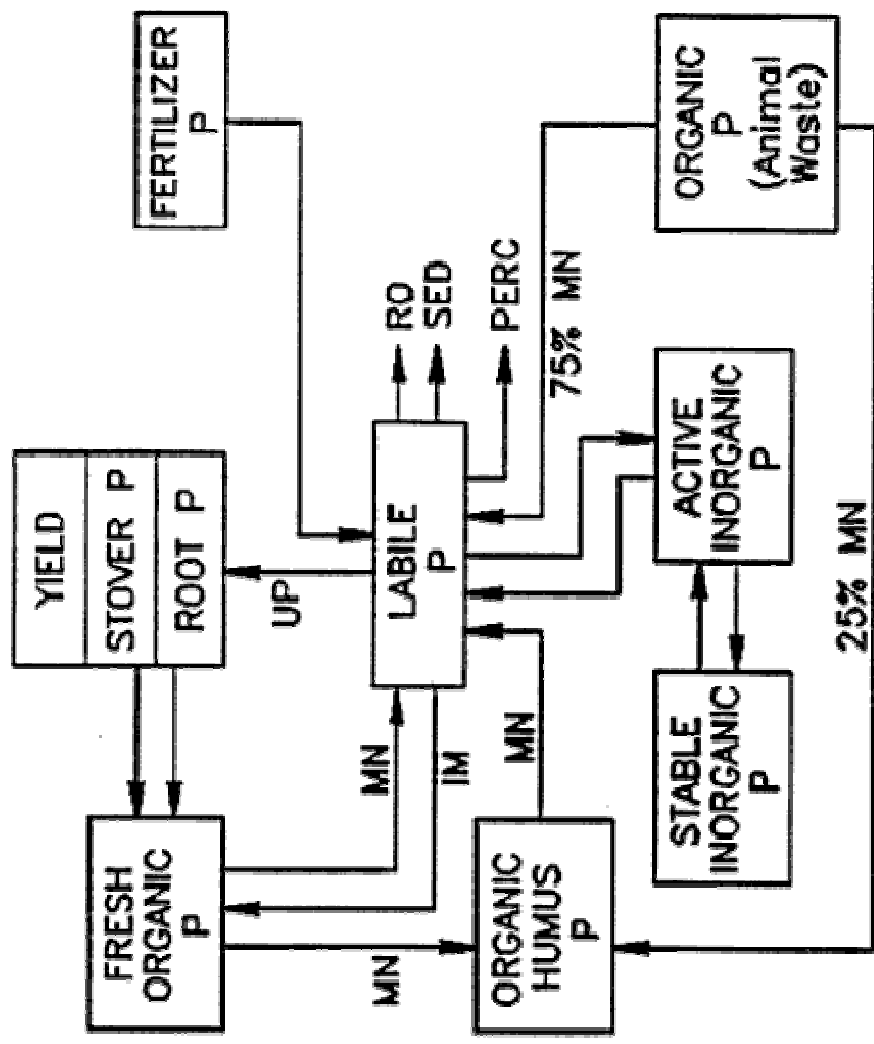 FRESH
ORGANIC
P
YIELD
STOVER P
ROOT P
FERTILIZER
P
UP
MN
MN
IM
LABILE
P
RO
SED
PERC
MN
ORGANIC
HUMUS
P
75% MN
STABLE
INORGANIC
P
ACTIVE
INORGANIC
P
ORGANIC
P
(Animal
Waste)
25% MN